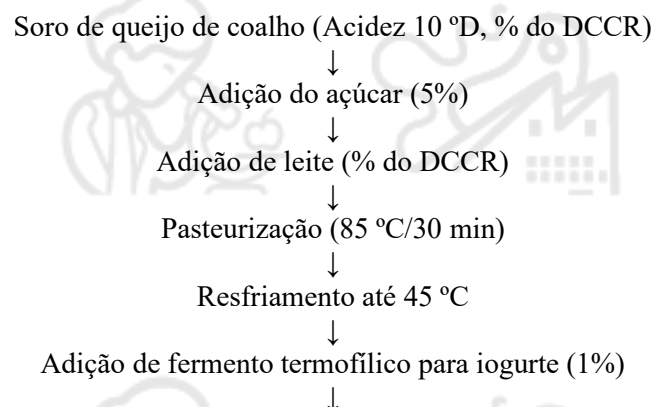 Soro de queijo de coalho (Acidez 10 ºD, % do DCCR)
↓
Adição do açúcar (5%)
↓
Adição de leite (% do DCCR)
↓
Pasteurização (85 ºC/30 min)
↓
Resfriamento até 45 ºC
↓
Adição de fermento termofílico para iogurte (1%)
↓